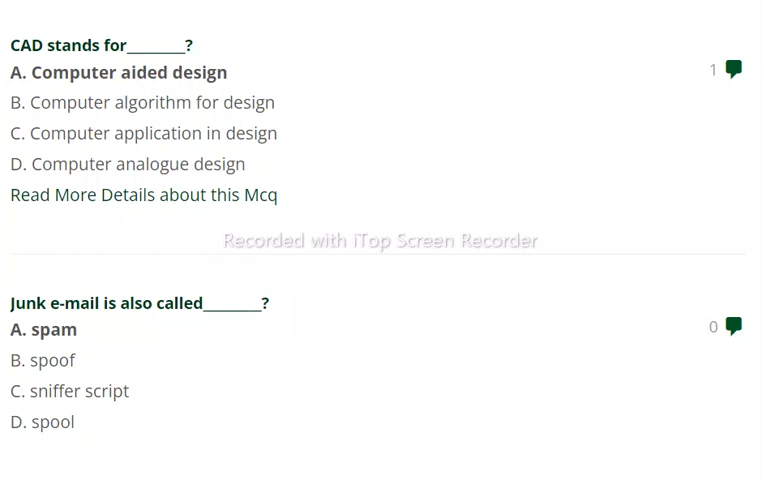 CAD stands for________?
A. Computer aided design
1
B. Computer algorithm for design
C. Computer application in design
D. Computer analogue design
Read More Details about this Mcq
Recorded with iTop Screen Recorder
Junk e-mail is also called________?
A. spam
0
B. spoof
C. sniffer script
D. spool